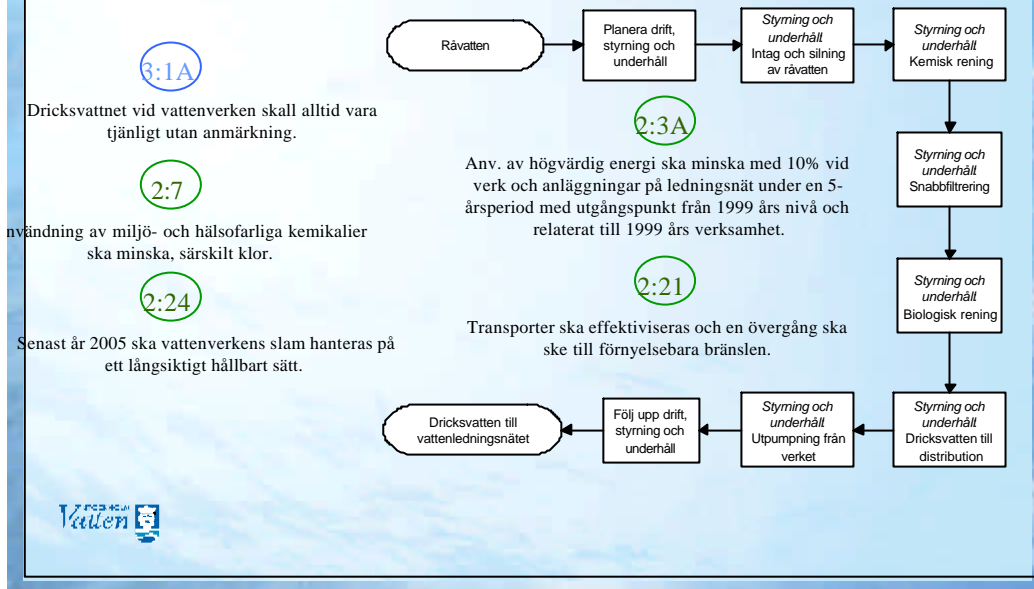 3:1A
Dricksvattnet vid vattenverken skall alltid vara
tjänligt utan anmärkning.
2:7
nvändning av miljö- och hälsofarliga kemikalier
ska minska, särskilt klor.
2:24
Senast år 2005 ska vattenverkens slam hanteras på
ett långsiktigt hållbart sätt.
2:3A
Anv. av högvärdig energi ska minska med 10% vid
verk och anläggningar på ledningsnät under en 5-
årsperiod med utgångspunkt från 1999 års nivå och
relaterat till 1999 års verksamhet.
2:21
Transporter ska effektiviseras och en övergång ska
ske till förnyelsebara bränslen.
Råvatten
Planera drift,
styrning och
underhåll
Styrning och
underhåll
Intag och silning
av råvatten
Styrning och
underhåll
Kemisk rening
Styrning och
underhåll
Snabbfiltrering
Styrning och
underhåll
Biologisk rening
Styrning och
underhåll
Dricksvatten till
distribution
Styrning och
underhåll
Utpumpning från
verket
Följ upp drift,
styrning och
underhåll
Dricksvatten till
vattenledningsnätet
Vatten